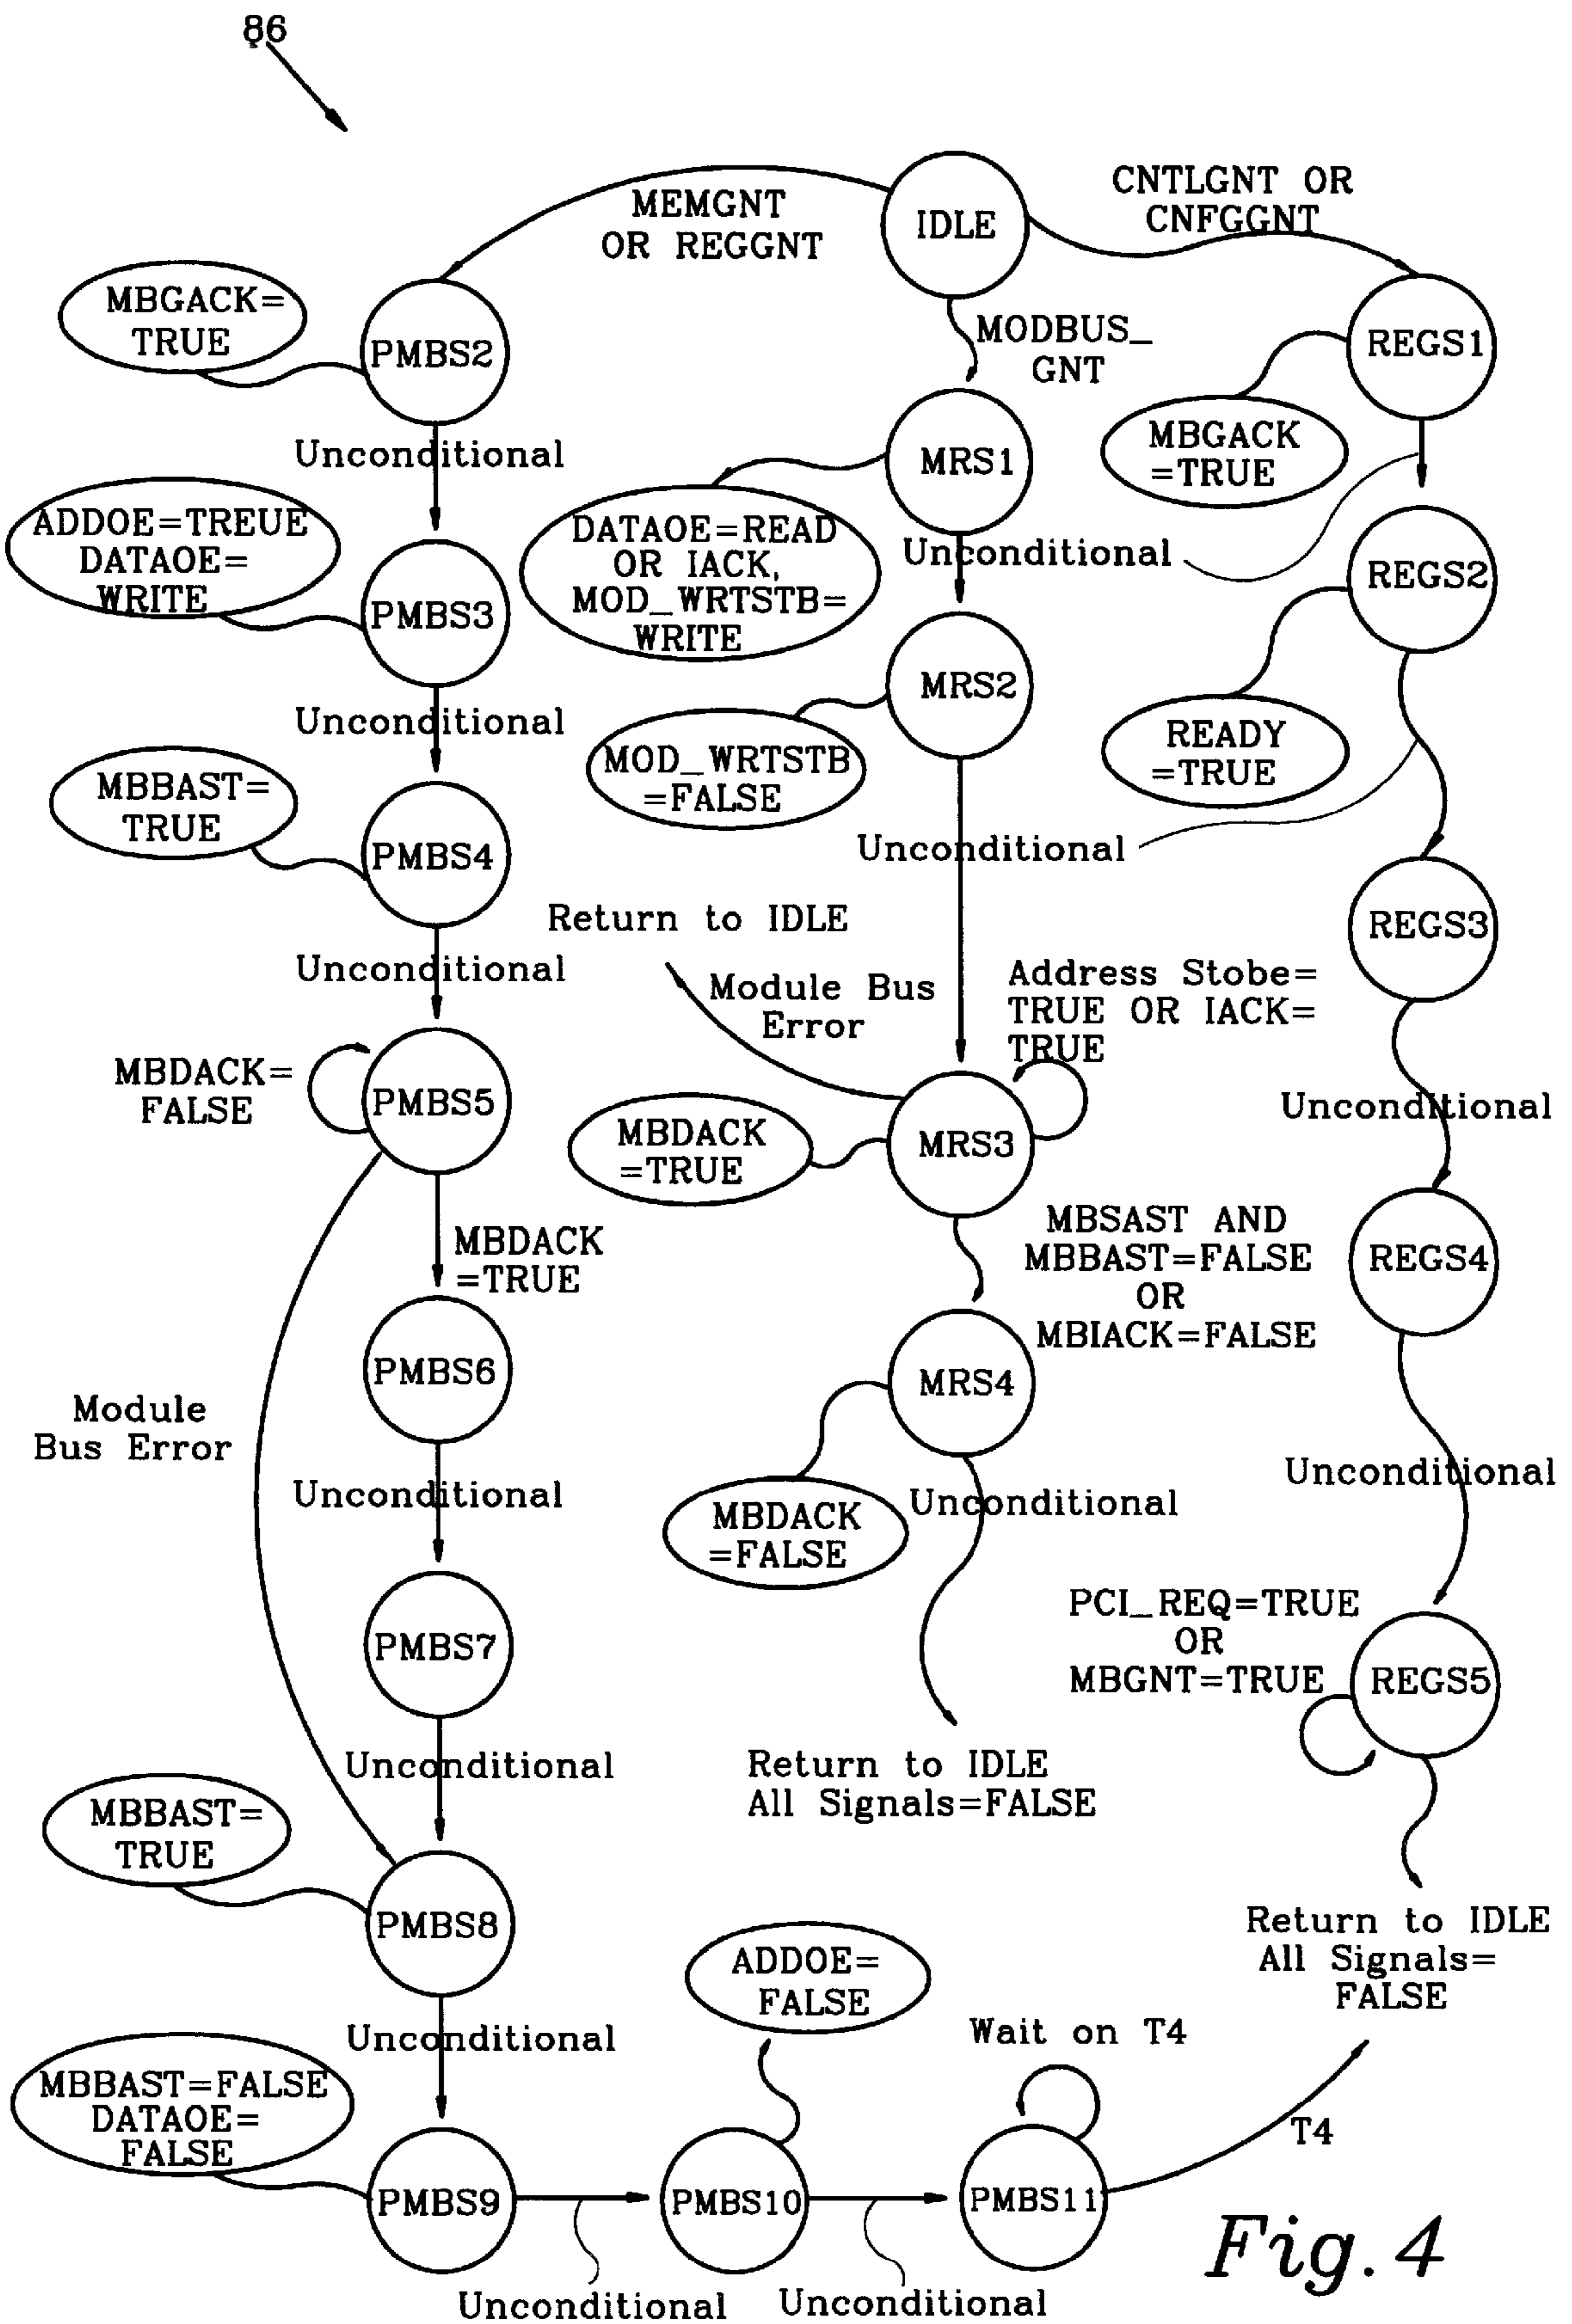 86
IDLE
MEMGNT
OR REGGNT
CNTLGNT OR
CNFGGNT
MODBUS_
GNT
MBGACK=
TRUE
PMBS2
REGS1
MBGACK
=TRUE
Unconditional
MRS1
ADDOE=TREUE
DATAOE=
WRITE
PMBS3
DATAOE=READ
OR IACK,
MOD_WRTSTB=
WRITE
Unconditional
REGS2
Unconditional
MRS2
MOD_WRTSTB
=FALSE
READY
=TRUE
MBBAST=
TRUE
PMBS4
Unconditional
REGS3
Return to IDLE
Unconditional
Module Bus
Error
Address Stobe=
TRUE OR IACK=
TRUE
MBDACK=
FALSE
PMBS5
MBDACK
=TRUE
MRS3
Unconditional
MBDACK
=TRUE
MBSAST AND
MBBAST=FALSE
OR
MBIACK=FALSE
REGS4
PMBS6
MRS4
Module
Bus Error
Unconditional
MBDACK
=FALSE
Unconditional
Unconditional
PMBS7
PCI_REQ=TRUE
OR
MBGNT=TRUE
REGS5
Unconditional
Return to IDLE
All Signals=FALSE
MBBAST=
TRUE
PMBS8
ADDOE=
FALSE
Return to IDLE
All Signals=
FALSE
Unconditional
Wait on T4
MBBAST=FALSE
DATAOE=
FALSE
PMBS9
PMBS10
PMBS11
T4
Unconditional
Unconditional
Fig. 4